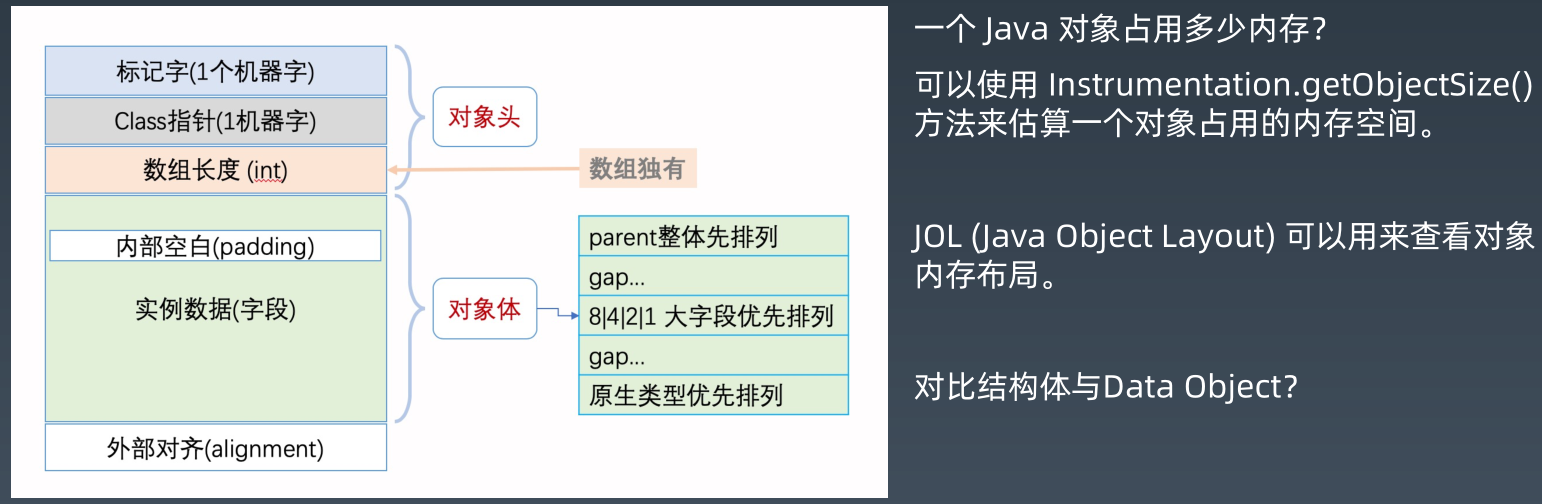 标记字(1个机器字)
Class指针(1机器字)
数组长度 (int)
内部空白(padding)
实例数据(字段)
外部对齐(alignment)
对象头
数组独有
对象体
parent整体先排列
gap...
8|4|2|1 大字段优先排列
gap...
原生类型优先排列
一个 Java 对象占用多少内存?
可以使用 Instrumentation.getObjectSize()
方法来估算一个对象占用的内存空间。
JOL (Java Object Layout) 可以用来查看对象
内存布局。
对比结构体与Data Object?